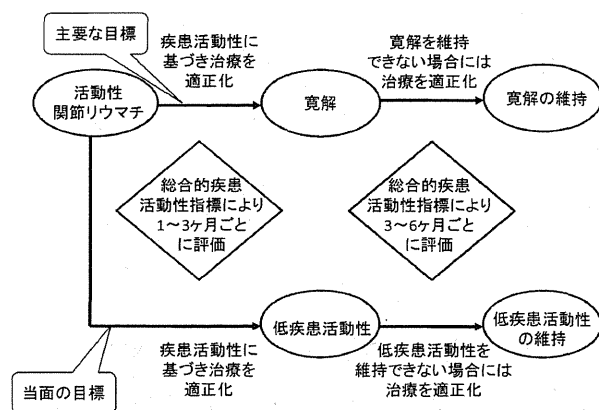 主要な目標
疾患活動性に
基づき治療を
適正化
寛解を維持
できない場合には
治療を適正化
活動性
関節リウマチ
寛解
寛解の維持
総合的疾患
活動性指標により
1〜3ヶ月ごと
に評価
総合的疾患
活動性指標により
3〜6ヶ月ごと
に評価
低疾患活動性
低疾患活動性
の維持
疾患活動性に
基づき治療を
適正化
低疾患活動性を
維持できない場合には
治療を適正化
当面の目標